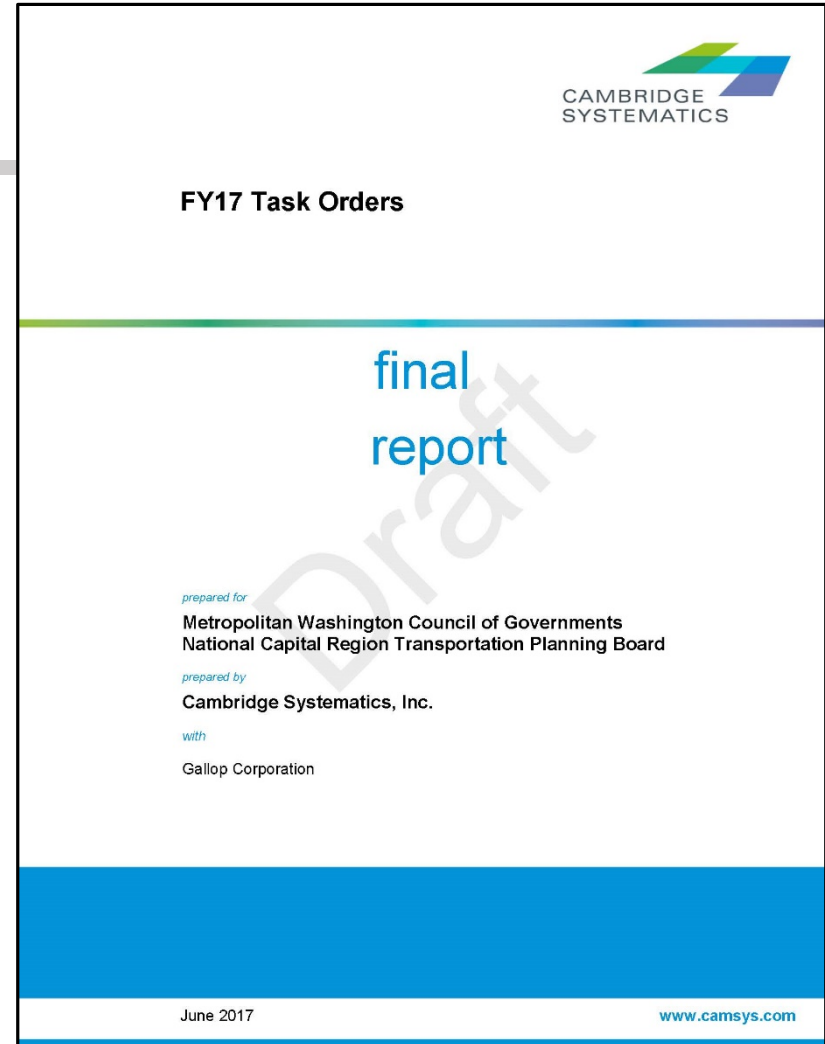 CAMBRIDGE
SYSTEMATICS
FY17 Task Orders
final
report
Draft
prepared for
Metropolitan Washington Council of Governments
National Capital Region Transportation Planning Board
prepared by
Cambridge Systematics, Inc.
with
Gallop Corporation
June 2017
www.camsys.com